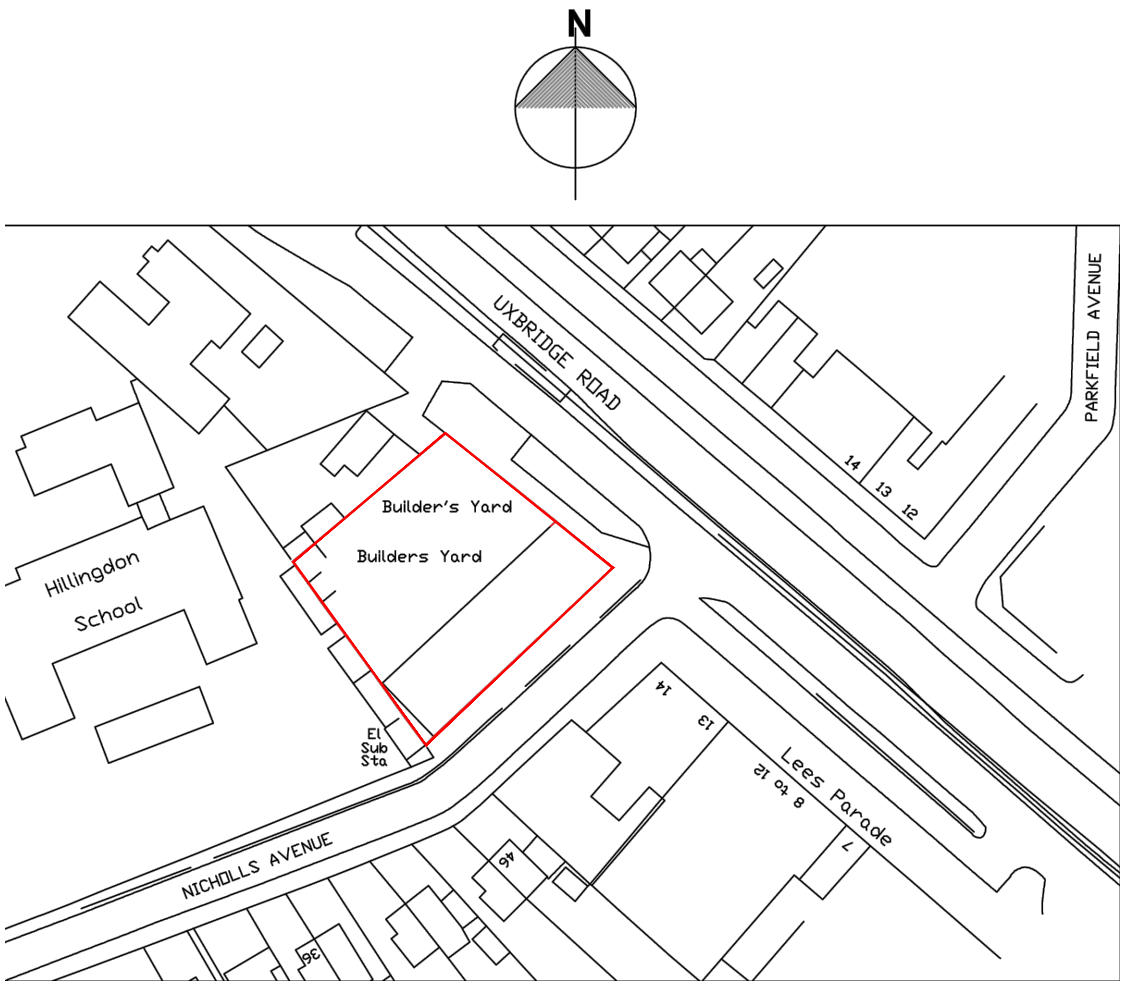 N
UXBRIDGE ROAD
PARKFIELD AVENUE
14
13
12
Builder's Yard
Builders Yard
Hillingdon
School
El
Sub
Sta
14
13
8 to 12
Lees Parade
7
46
NICHOLLS AVENUE
36